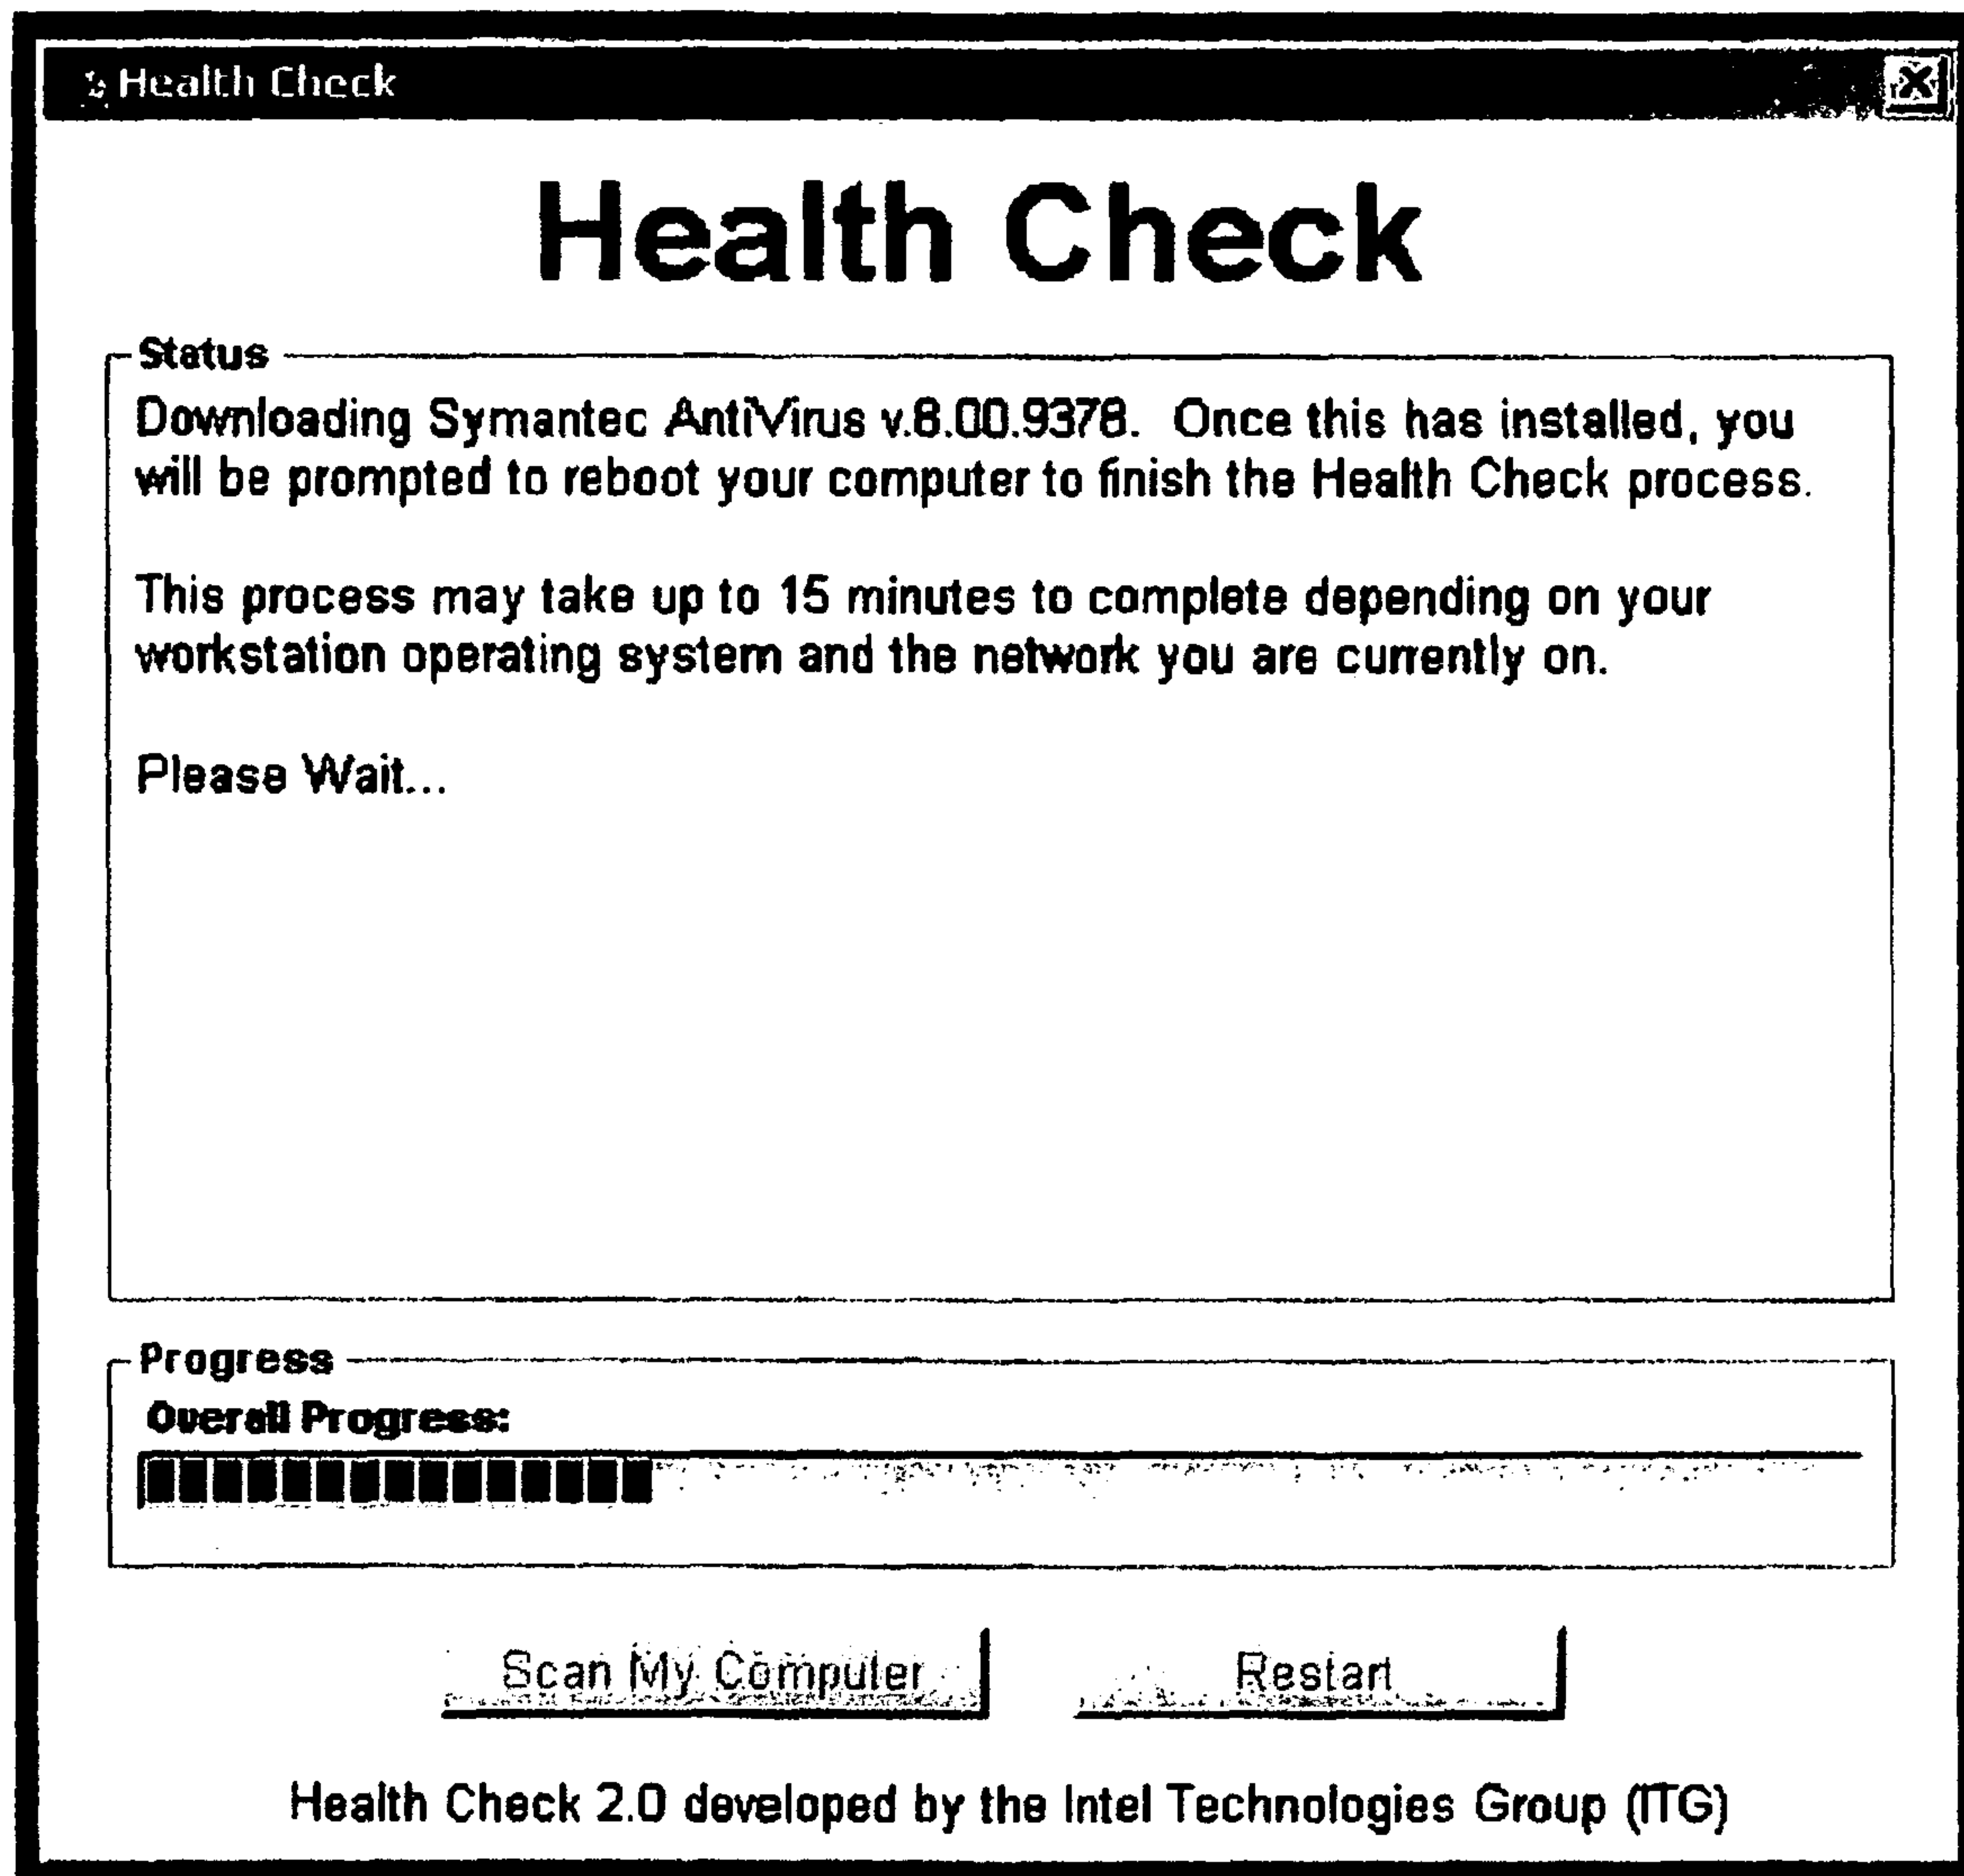 Health Check
Health Check
Status
Downloading Symantec AntiVirus v.8.00.9378.  Once this has installed, you
will be prompted to reboot your computer to finish the Health Check process.
This process may take up to 15 minutes to complete depending on your
workstation operating system and the network you are currently on.
Please Wait...
Progress
Overall Progress:
Scan My Computer
Restart
Health Check 2.0 developed by the Intel Technologies Group (ITG)